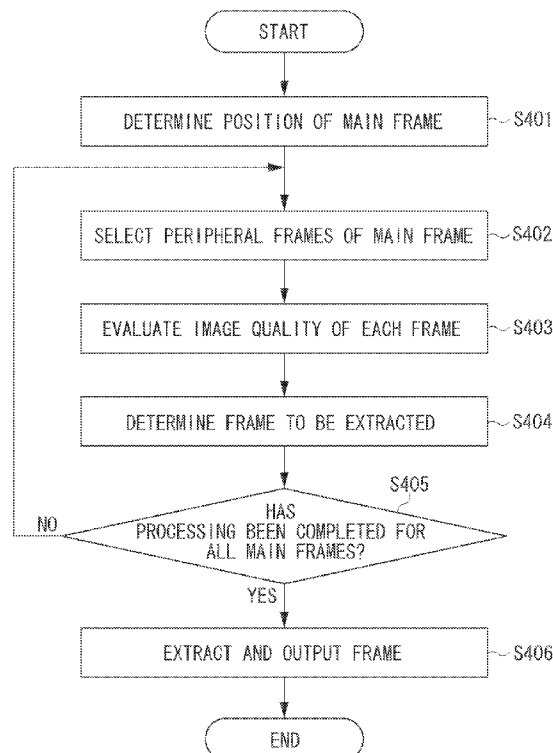 START
DETERMINE POSITION OF MAIN FRAME
S401
SELECT PERIPHERAL FRAMES OF MAIN FRAME
S402
EVALUATE IMAGE QUALITY OF EACH FRAME
S403
DETERMINE FRAME TO BE EXTRACTED
S404
S405
HAS
PROCESSING BEEN COMPLETED FOR
ALL MAIN FRAMES?
NO
YES
EXTRACT AND OUTPUT FRAME
S406
END